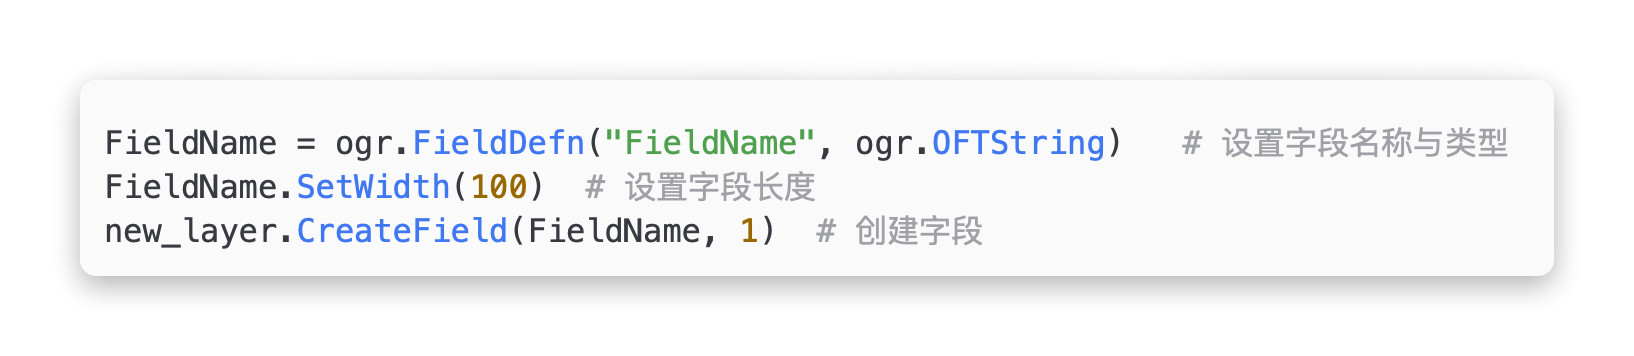 FieldName = ogr.FieldDefn("FieldName", ogr.OFTString)   # 设置字段名称与类型
FieldName.SetWidth(100)  # 设置字段长度
new_layer.CreateField(FieldName, 1)  # 创建字段